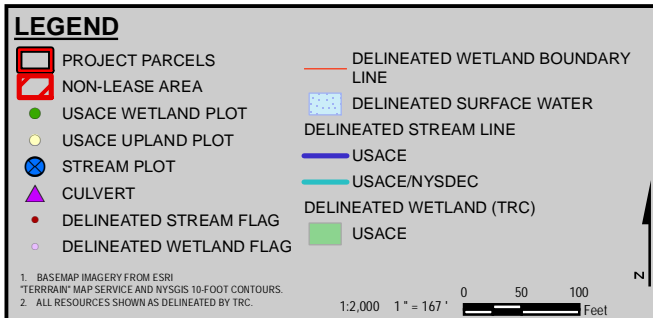 LEGEND
PROJECT PARCELS
NON-LEASE AREA
USACE WETLAND PLOT
USACE UPLAND PLOT
STREAM PLOT
CULVERT
DELINEATED STREAM FLAG
DELINEATED WETLAND FLAG
DELINEATED WETLAND BOUNDARY
LINE
DELINEATED SURFACE WATER
DELINEATED STREAM LINE
USACE
USACE/NYSDEC
DELINEATED WETLAND (TRC)
USACE
1. BASEMAP IMAGERY FROM ESRI
"TERRRAIN" MAP SERVICE AND NYSGIS 10-FOOT CONTOURS.
2. ALL RESOURCES SHOWN AS DELINEATED BY TRC.
1:2,000 1 " = 167 '
0 50 100
Feet
N